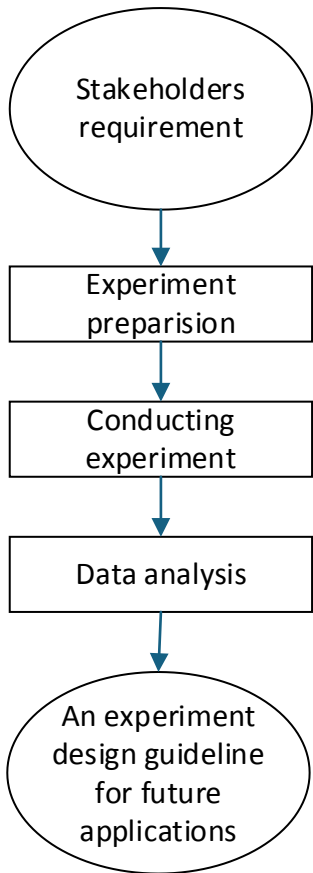 Stakeholders
requirement
Experiment
preparision
Conducting
experiment
Data analysis
An experiment
design guideline
for future
applications